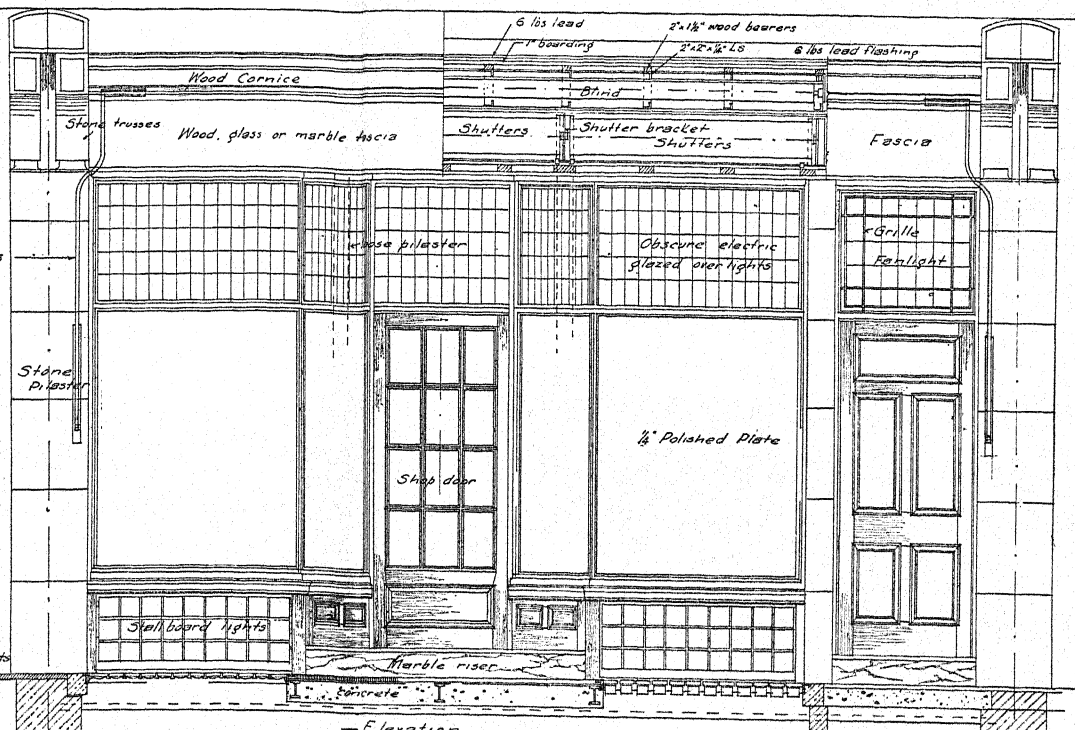 6 lbs lead
2"x1½" wood bearers
1" boarding
2"x2"x¼" Ls
6 lbs lead flashing
Wood Cornice
Blind
Stone trusses
Wood, glass or marble fascia
Shutters
Shutter bracket
Shutters
Fascia
Loose pilaster
Obscure electric
glazed over lights
Grille
Fanlight
Stone
Pilaster
¼" Polished Plate
Shop door
Stallboard lights
Marble riser
Concrete
Elevation